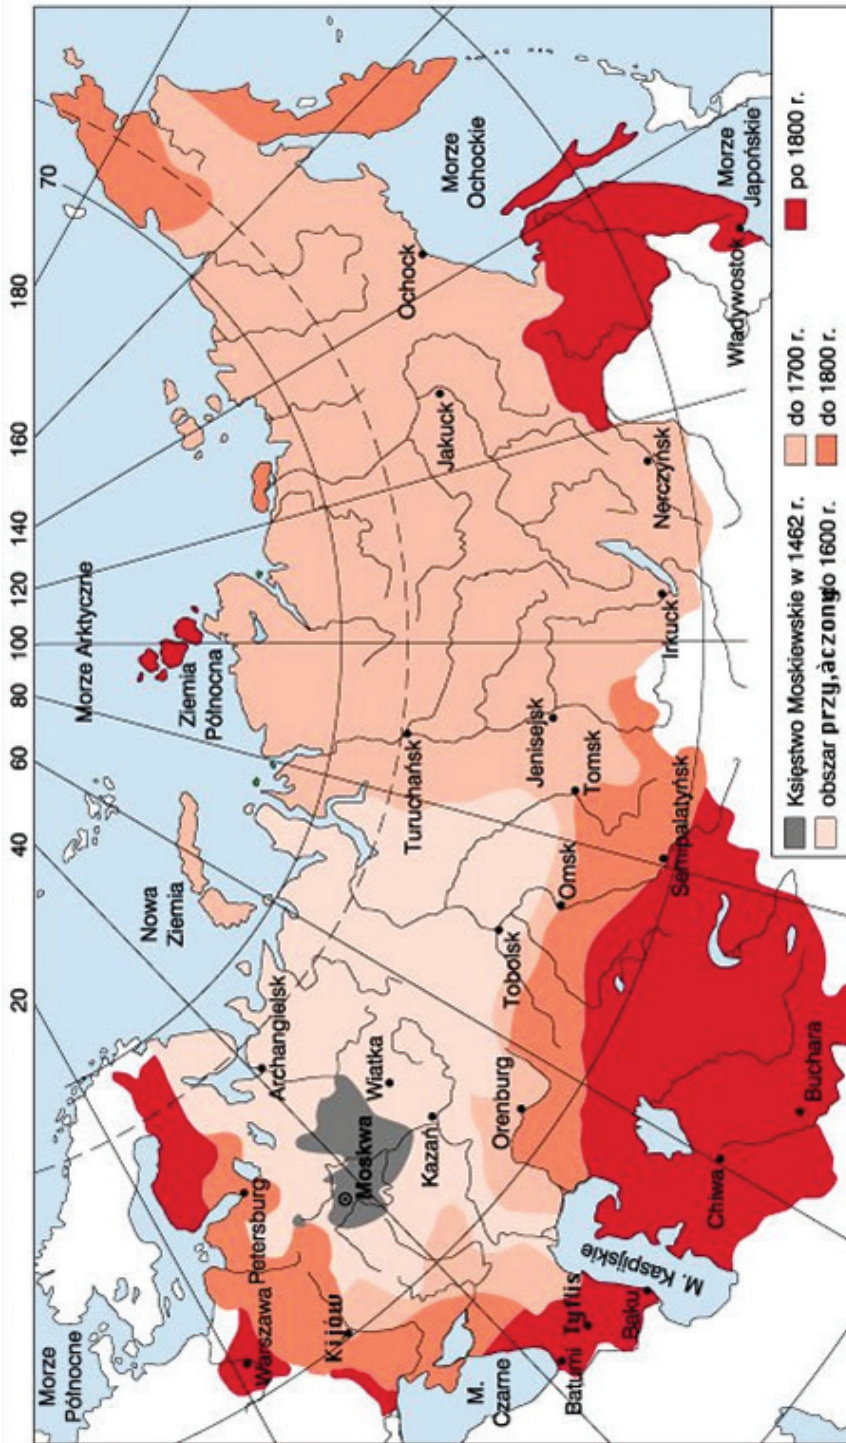 20
40
60
80
100
120
140
160
180
70
Morze
Północne
Morze Arktyczne
Nowa
Ziemia
Ziemia
Północna
Archangielsk
Petersburg
Warszawa
Moskwa
Wiatka
Kazań
Kijów
Orenburg
Tobolsk
Omsk
Turuchańsk
Jenisejsk
Tomsk
Semipałatyńsk
Irkuck
Nerczyńsk
Jakuck
Ochock
Morze
Ochockie
Morze
Japońskie
Władywostok
M.
Czarne
Batumi
Tyflis
Baku
M. Kaspijskie
Chiwa
Buchara
Księstwo Moskiewskie w 1462 r.
obszar przy‚àczony do 1600 r.
do 1700 r.
do 1800 r.
po 1800 r.